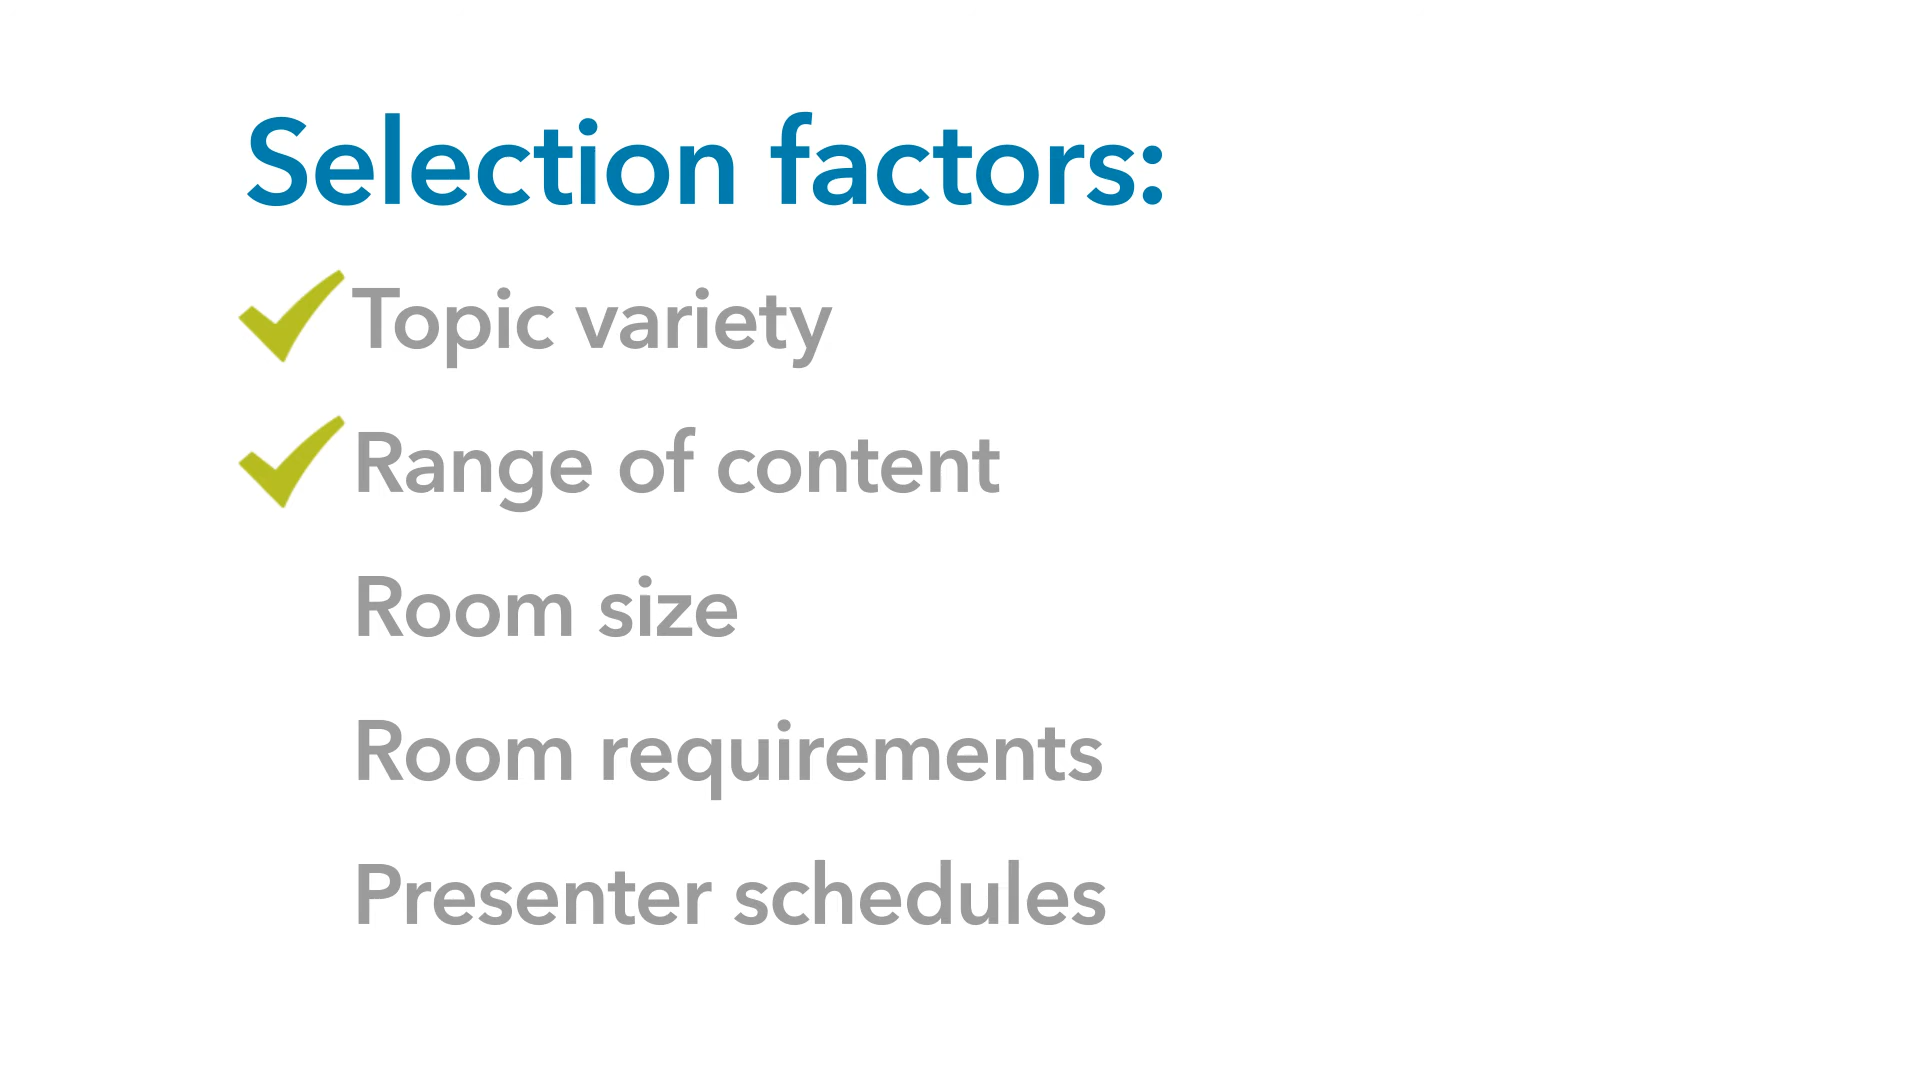 Selection factors:
Topic variety
Range of content
Room size
Room requirements
Presenter schedules